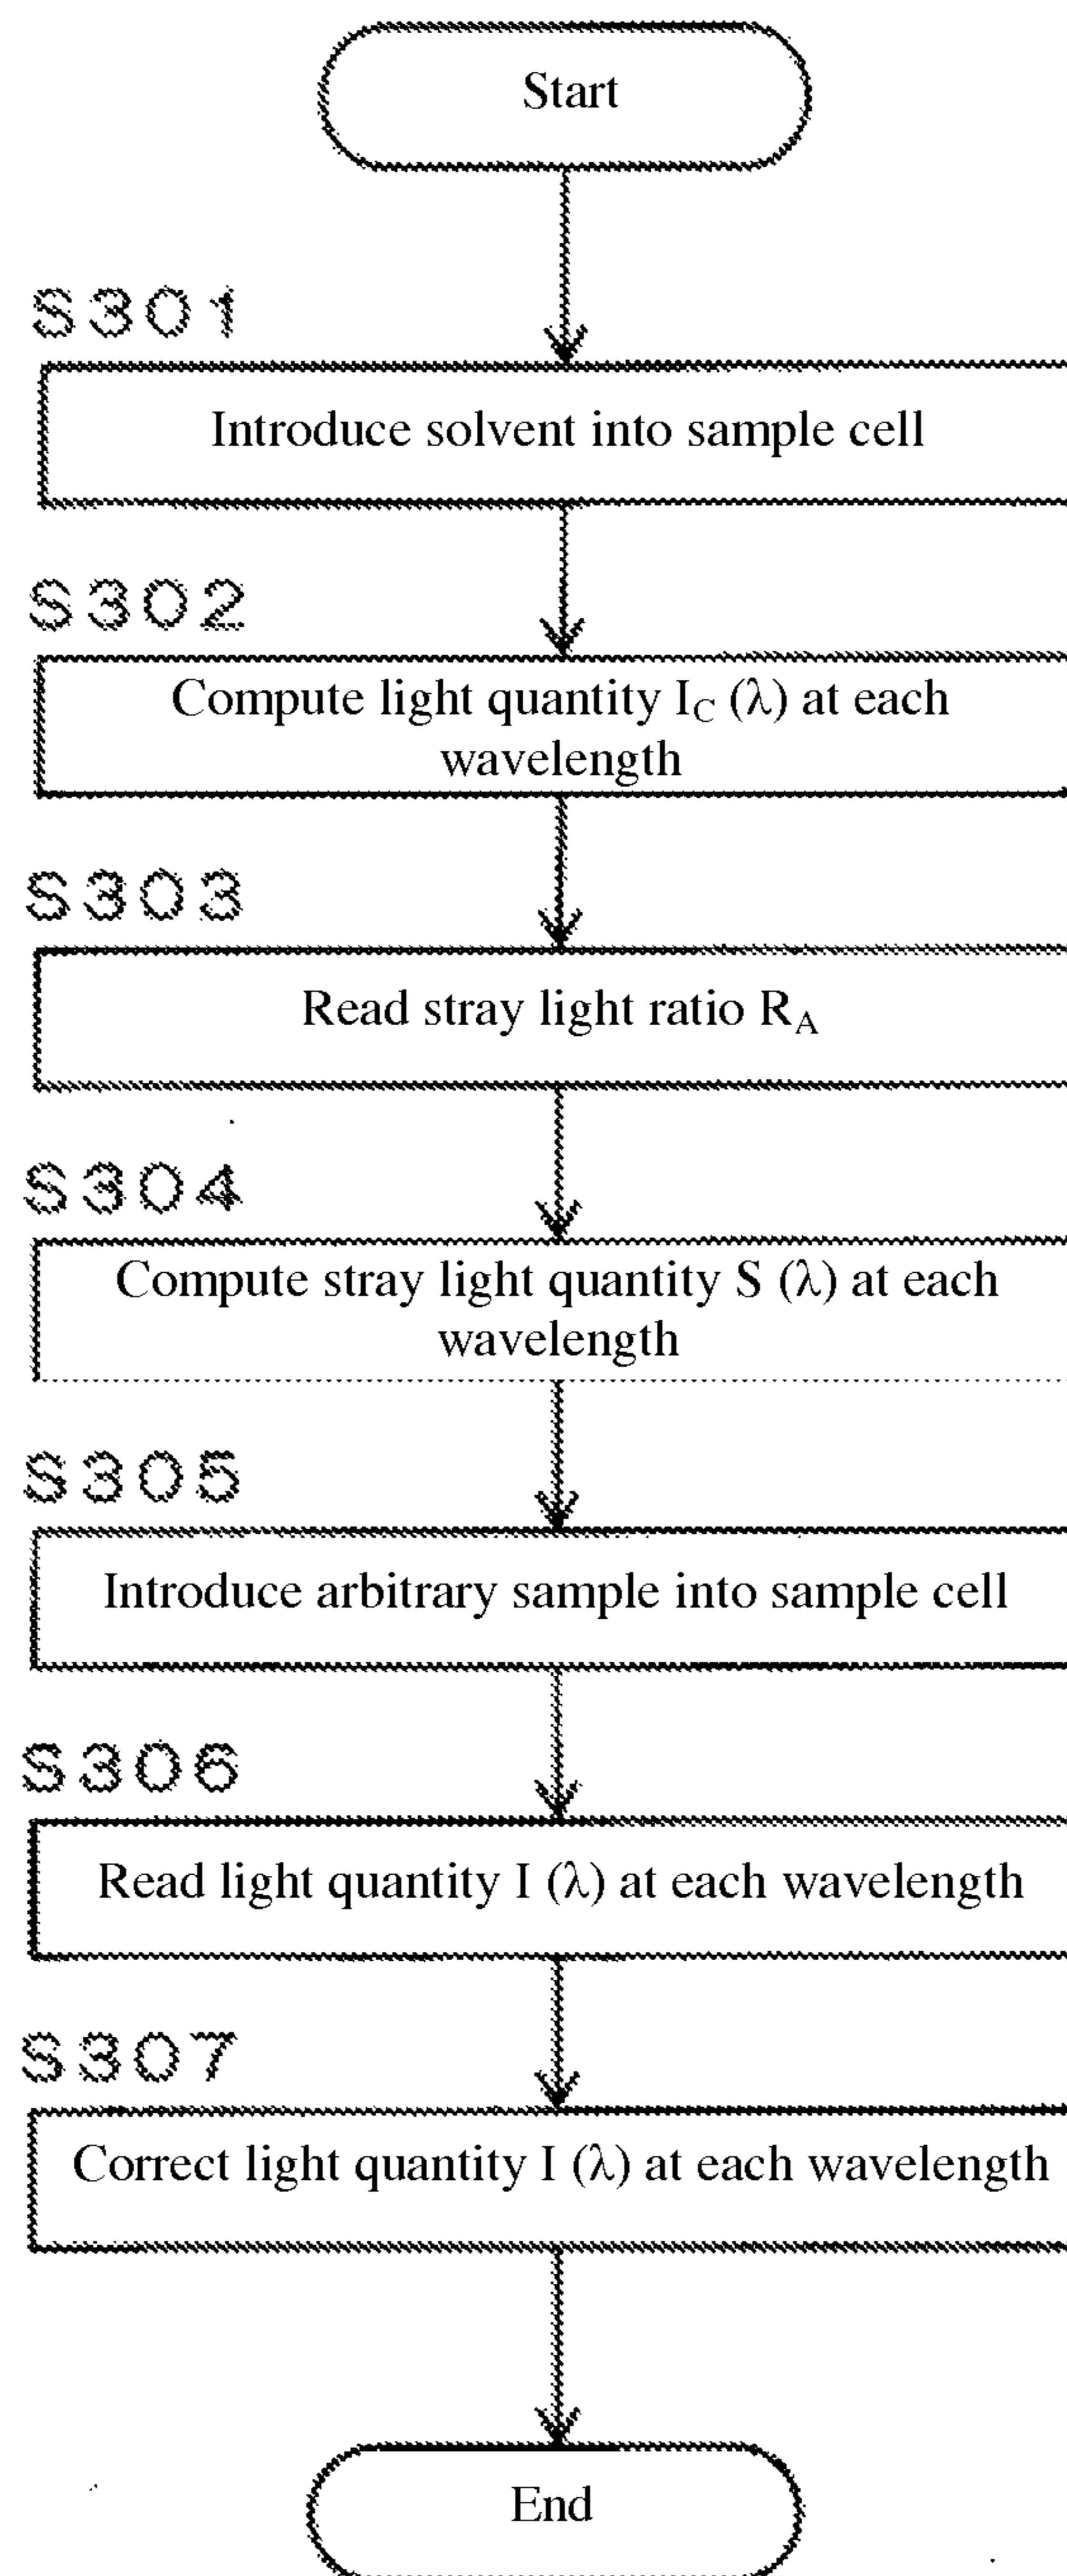 Start
S301
Introduce solvent into sample cell
S302
Compute light quantity I_C (λ) at each
wavelength
S303
Read stray light ratio R_A
S304
Compute stray light quantity S (λ) at each
wavelength
S305
Introduce arbitrary sample into sample cell
S306
Read light quantity I (λ) at each wavelength
S307
Correct light quantity I (λ) at each wavelength
End